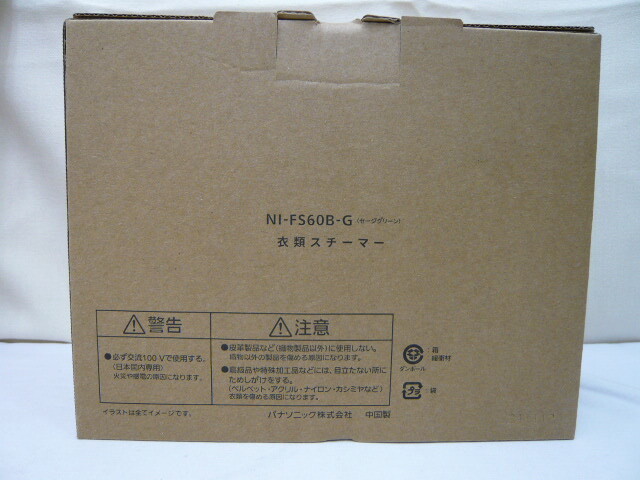 NI-FS60B-G (セージグリーン)
衣類スチーマー
警告
●必ず交流100 Vで使用する。
(日本国内専用)
火災や感電の原因になります。
注意
●皮革製品など(織物製品以外)に使用しない。
織物以外の製品を傷める原因になります。
●高級品や特殊加工品などには、目立たない所に
ためしがけをする。
(ベルベット・アクリル・ナイロン・カシミヤなど)
衣類を傷める原因になります。
イラストは全てイメージです。
パナソニック株式会社 中国製
箱
緩衝材
ダンボール
プラ
袋